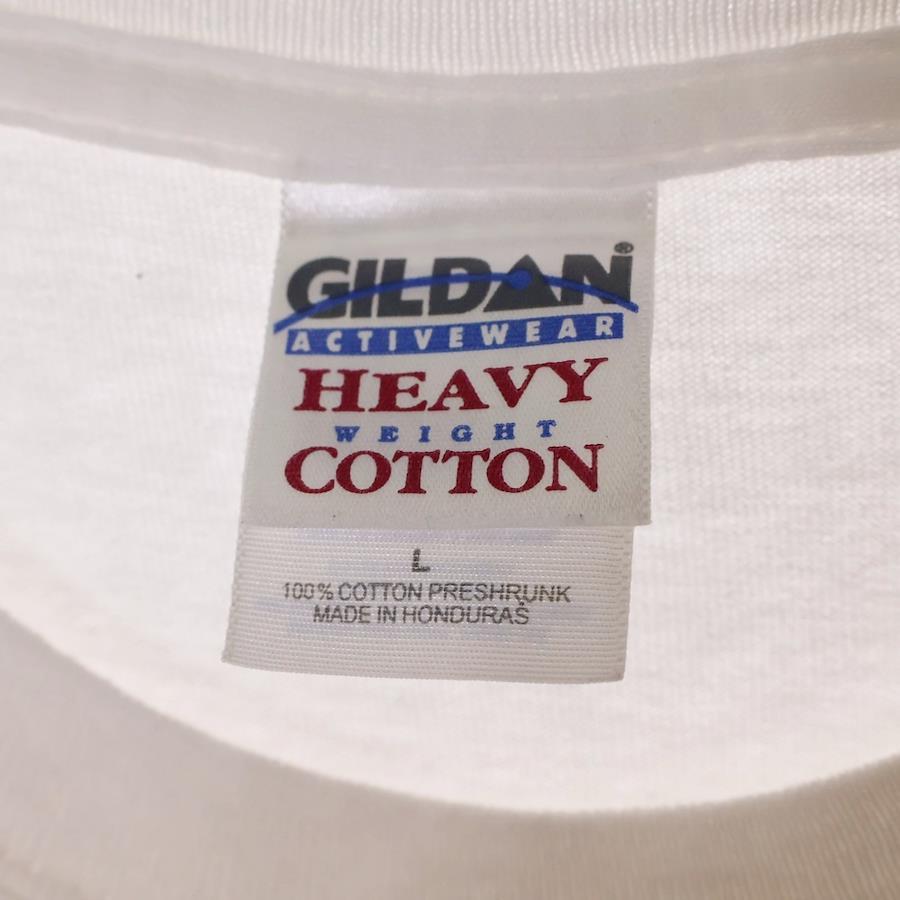 GILDAN®
ACTIVEWEAR
HEAVY
WEIGHT
COTTON
L
100% COTTON PRESHRUNK
MADE IN HONDURAS